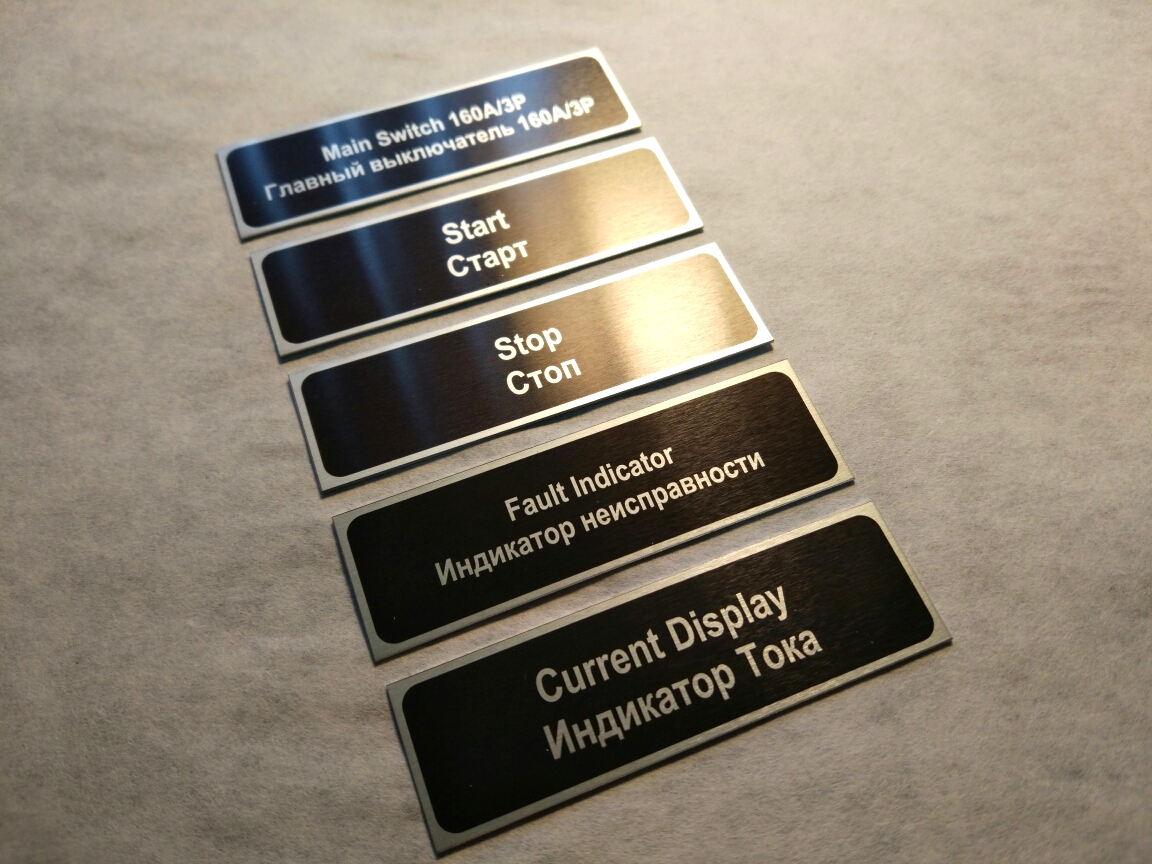 Main Switch 160A/3P
Главный выключатель 160A/3P
Start
Старт
Stop
Стоп
Fault Indicator
Индикатор неисправности
Current Display
Индикатор Тока